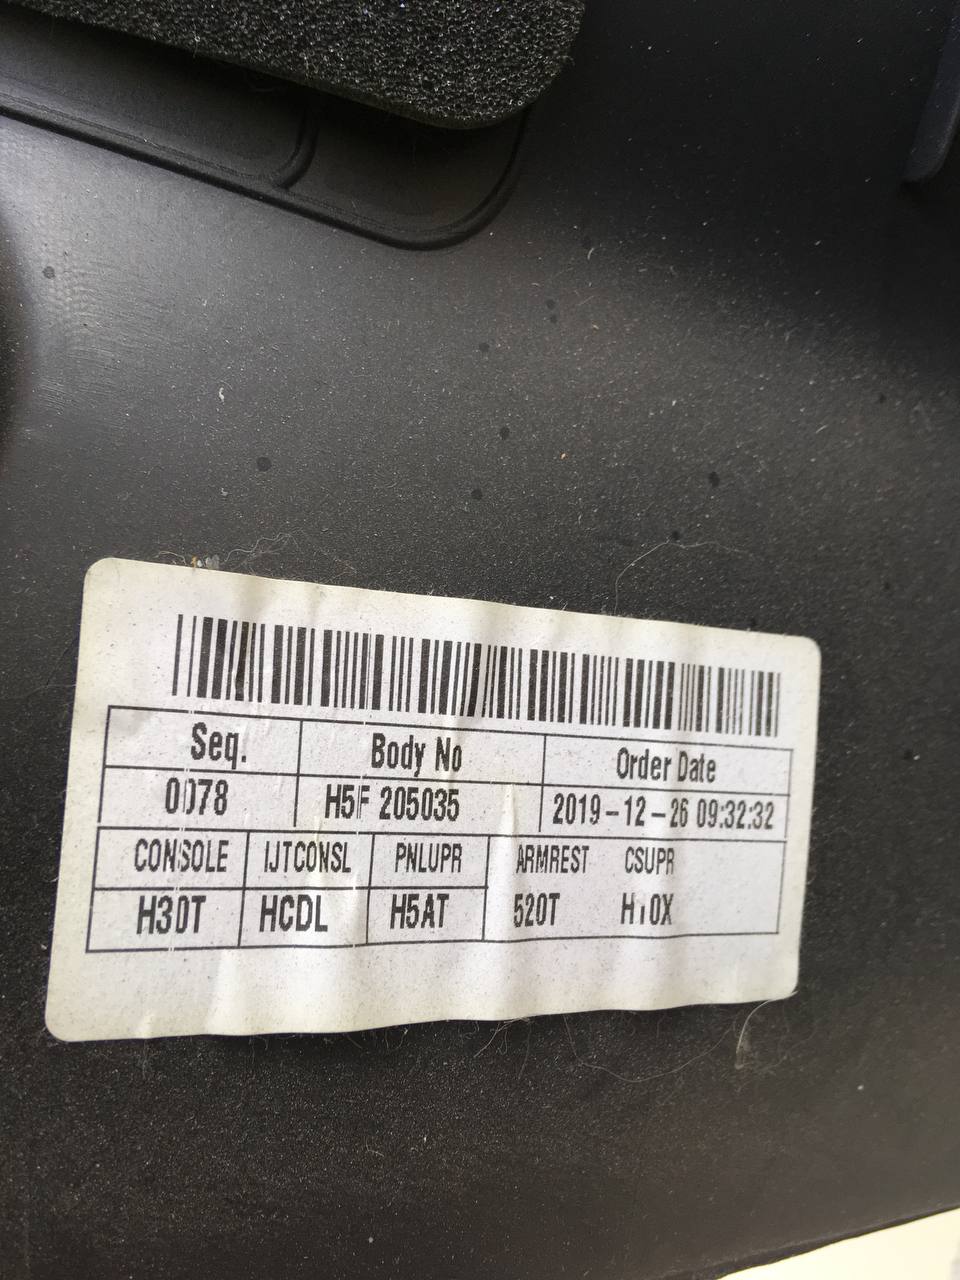 Seq. Body No Order Date
0078 H5F 205035 2019-12-26 09:32:32
CONSOLE IJTCONSL PNLUPR ARMREST CSUPR
H30T HCDL H5AT 520T